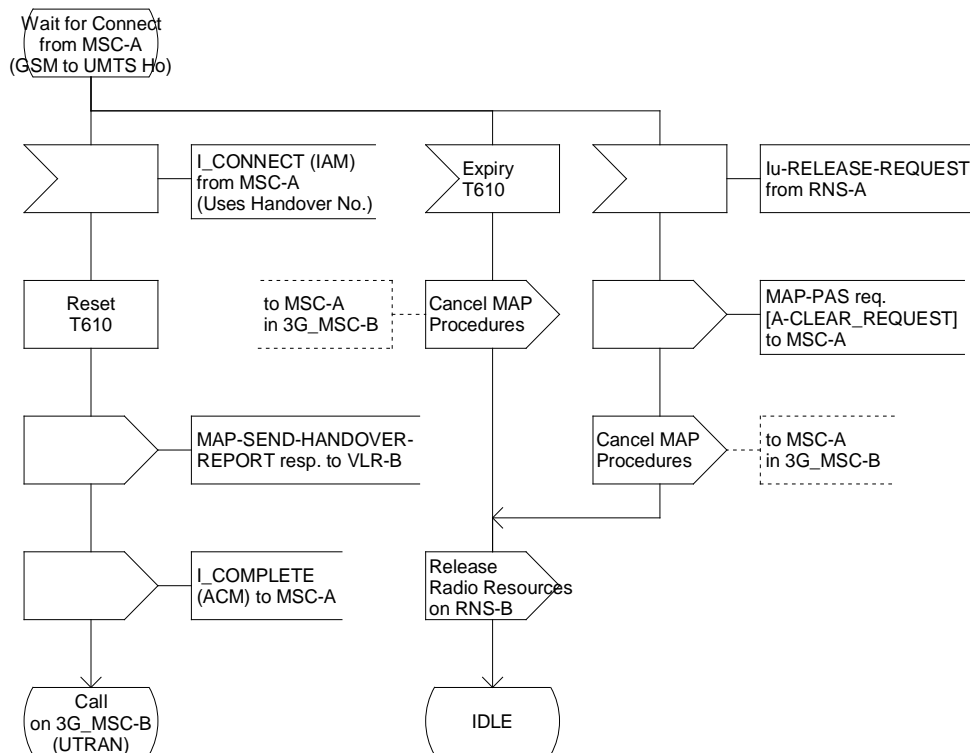 Wait for Connect
from MSC-A
(GSM to UMTS Ho)
I_CONNECT (IAM)
from MSC-A
(Uses Handover No.)
Expiry
T610
Iu-RELEASE-REQUEST
from RNS-A
Reset
T610
to MSC-A
in 3G_MSC-B
Cancel MAP
Procedures
MAP-PAS req.
[A-CLEAR_REQUEST]
to MSC-A
MAP-SEND-HANDOVER-
REPORT resp. to VLR-B
Cancel MAP
Procedures
to MSC-A
in 3G_MSC-B
I_COMPLETE
(ACM) to MSC-A
Release
Radio Resources
on RNS-B
Call
on 3G_MSC-B
(UTRAN)
IDLE